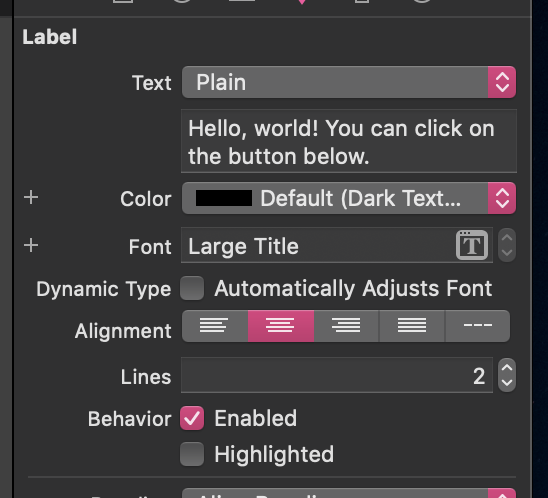 Label
Text Plain
Hello, world! You can click on
the button below.
Color Default (Dark Text...
Font Large Title T
Dynamic Type Automatically Adjusts Font
Alignment
Lines 2
Behavior Enabled
Highlighted